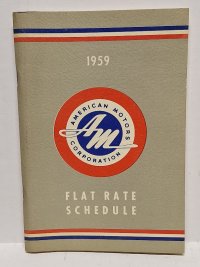 1959
AMERICAN MOTORS
AM
CORPORATION
FLAT RATE
SCHEDULE